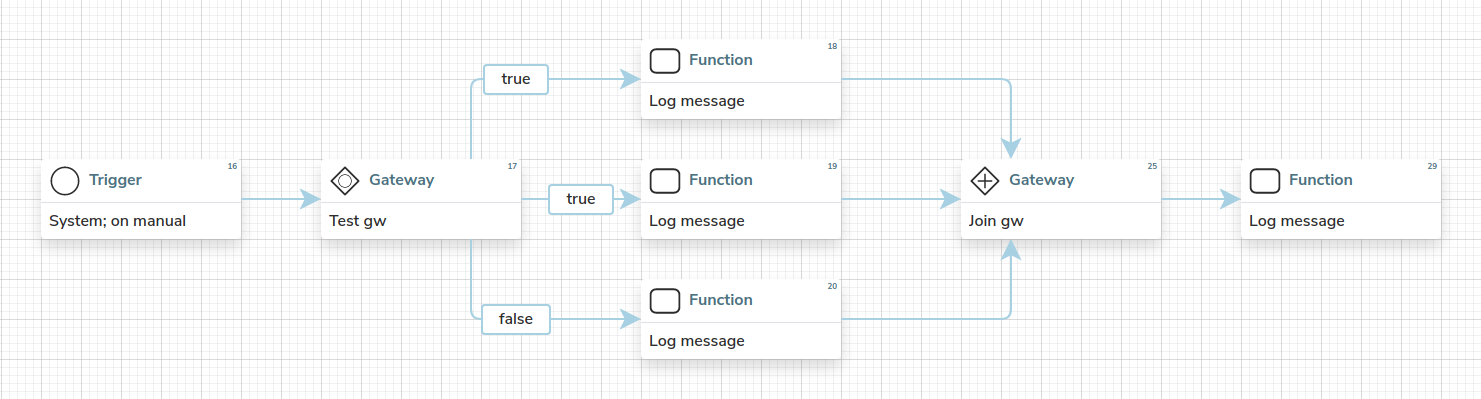 18
Function
Log message
true
16
Trigger
System; on manual
17
Gateway
Test gw
true
19
Function
Log message
25
Gateway
Join gw
29
Function
Log message
false
20
Function
Log message